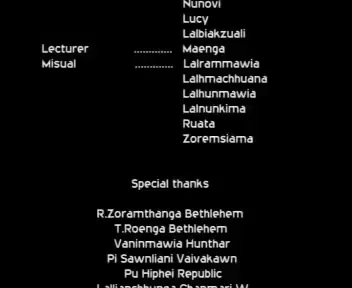 Nunovi
Lucy
Lalbiakzuali
Lecturer ............. Maenga
Misual ............. Lalrammawia
Lalhmachhuana
Lalhunmawia
Lalnunkima
Ruata
Zoremsiama
Special thanks
R.Zoramthanga Bethlehem
T.Roenga Bethlehem
Vaninmawia Hunthar
Pi Sawnliani Vaivakawn
Pu Hiphei Republic